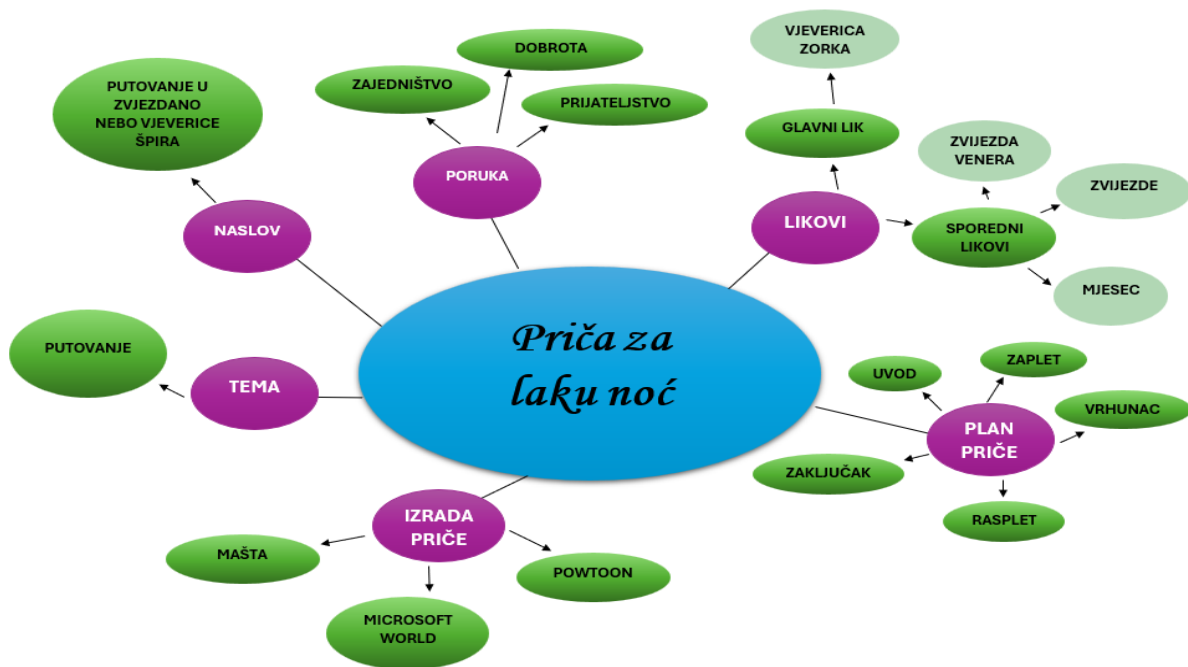 Priča za
laku noć
NASLOV
PUTOVANJE U
ZVJEZDANO
NEBO VJEVERICE
ŠPIRA
PORUKA
ZAJEDNIŠTVO
DOBROTA
PRIJATELJSTVO
LIKOVI
GLAVNI LIK
VJEVERICA
ZORKA
SPOREDNI
LIKOVI
ZVIJEZDA
VENERA
ZVIJEZDE
MJESEC
PLAN
PRIČE
UVOD
ZAPLET
VRHUNAC
RASPLET
ZAKLJUČAK
IZRADA
PRIČE
MAŠTA
MICROSOFT
WORLD
POWTOON
TEMA
PUTOVANJE